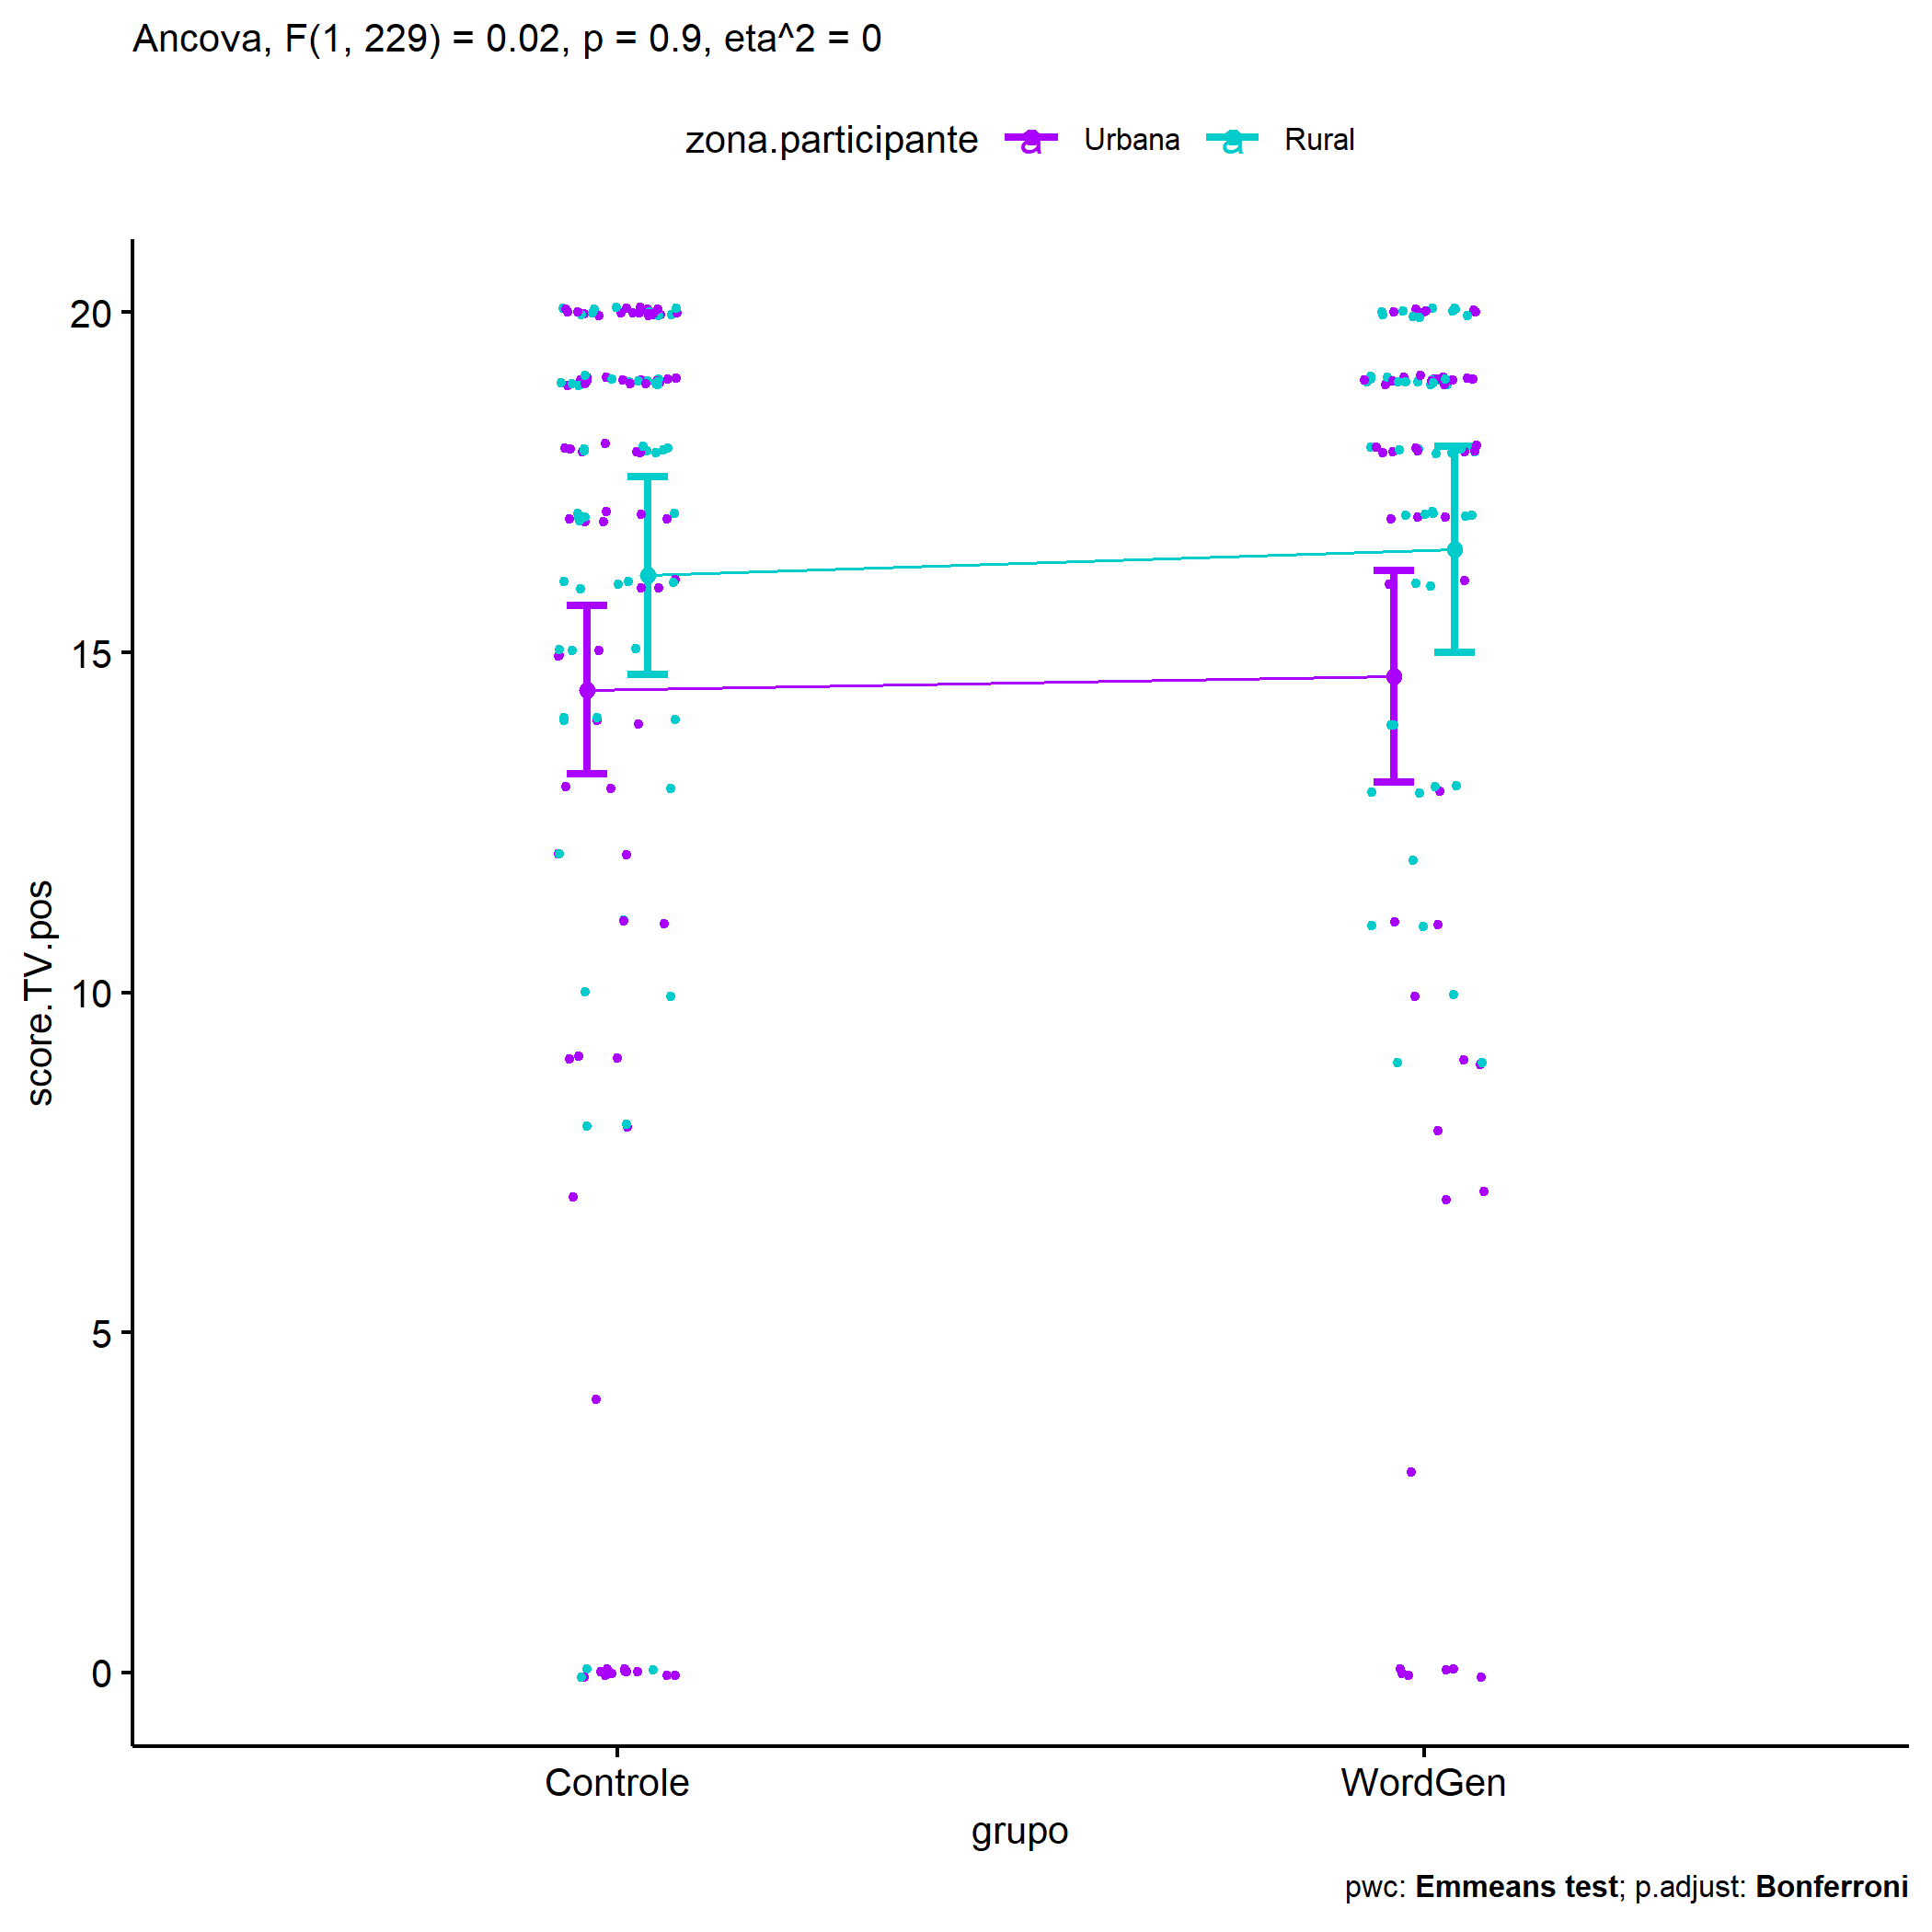 Ancova, F(1, 229) = 0.02, p = 0.9, eta^2 = 0
zona.participante a Urbana a Rural
score.TV.pos
20
15
10
5
0
Controle WordGen
grupo
pwc: Emmeans test; p.adjust: Bonferroni